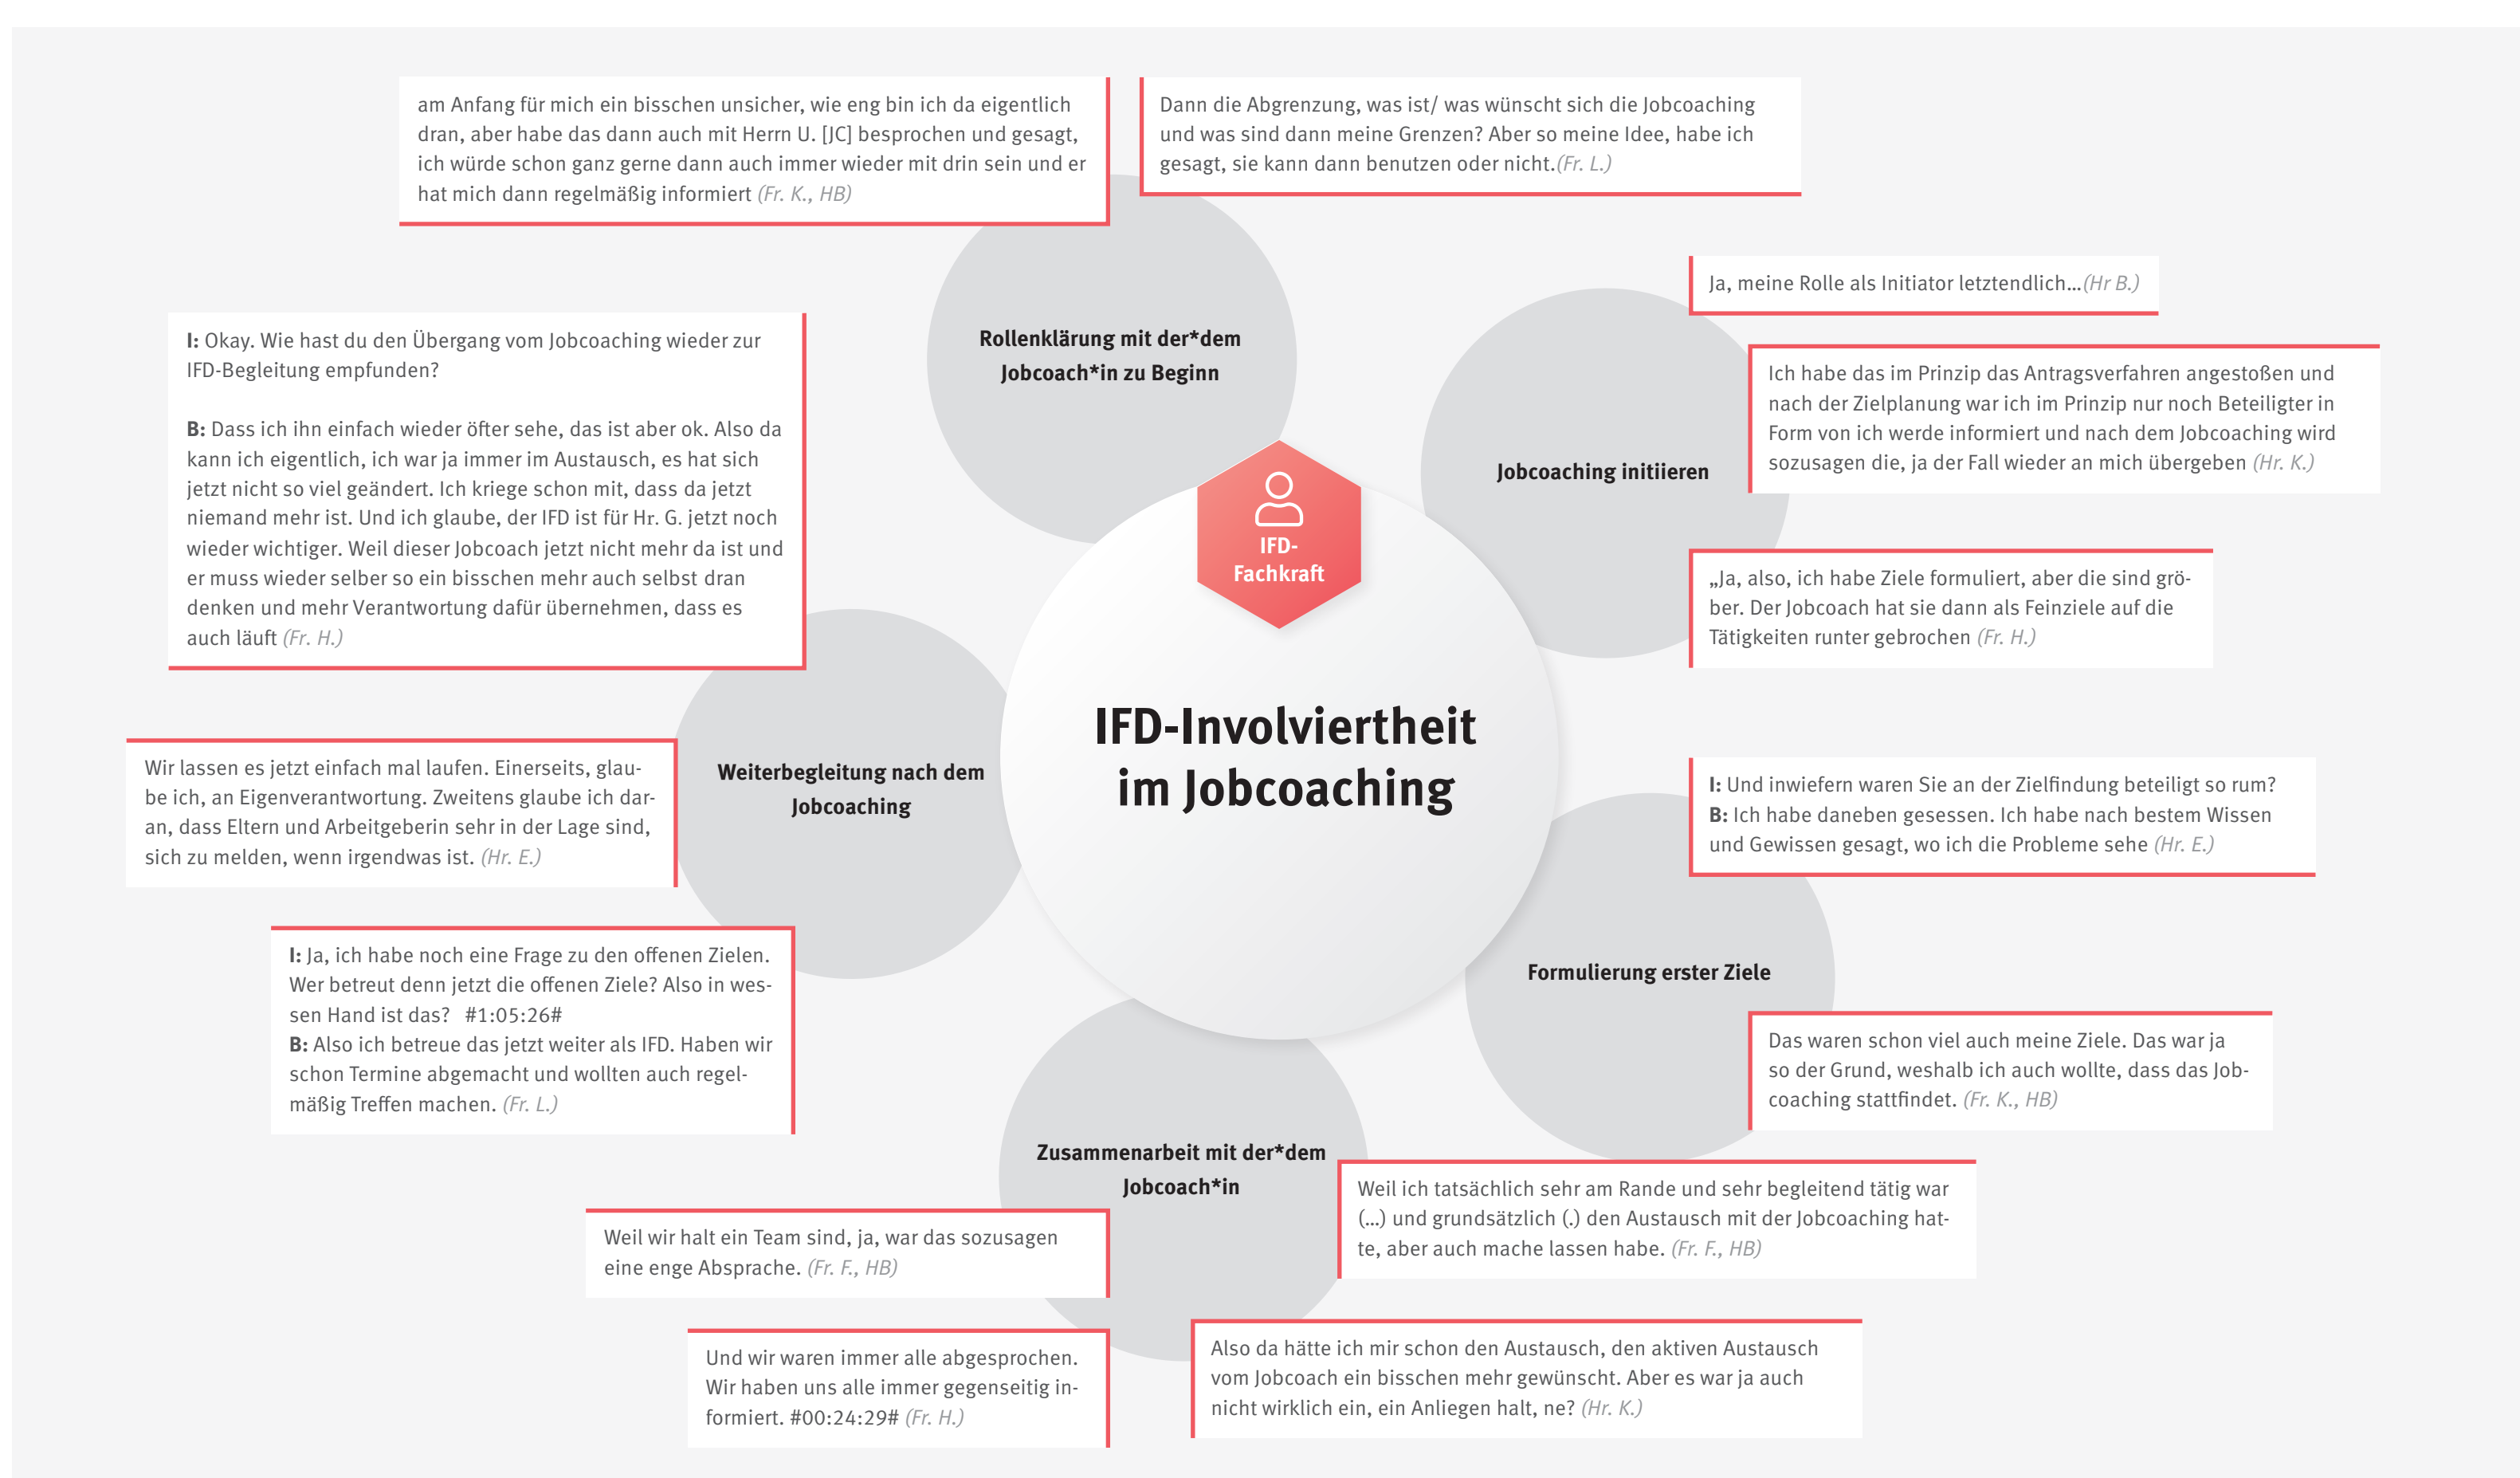 am Anfang für mich ein bisschen unsicher, wie eng bin ich da eigentlich
dran, aber habe das dann auch mit Herrn U. [JC] besprochen und gesagt,
ich würde schon ganz gerne dann auch immer wieder mit drin sein und er
hat mich dann regelmäßig informiert (Fr. K., HB)
Dann die Abgrenzung, was ist/ was wünscht sich die Jobcoaching
und was sind dann meine Grenzen? Aber so meine Idee, habe ich
gesagt, sie kann dann benutzen oder nicht.(Fr. L.)
Rollenklärung mit der*dem
Jobcoach*in zu Beginn
Ja, meine Rolle als Initiator letztendlich…(Hr B.)
Ich habe das im Prinzip das Antragsverfahren angestoßen und
nach der Zielplanung war ich im Prinzip nur noch Beteiligter in
Form von ich werde informiert und nach dem Jobcoaching wird
sozusagen die, ja der Fall wieder an mich übergeben (Hr. K.)
Jobcoaching initiieren
„Ja, also, ich habe Ziele formuliert, aber die sind grö-
ber. Der Jobcoach hat sie dann als Feinziele auf die
Tätigkeiten runter gebrochen (Fr. H.)
I: Okay. Wie hast du den Übergang vom Jobcoaching wieder zur
IFD-Begleitung empfunden?
B: Dass ich ihn einfach wieder öfter sehe, das ist aber ok. Also da
kann ich eigentlich, ich war ja immer im Austausch, es hat sich
jetzt nicht so viel geändert. Ich kriege schon mit, dass da jetzt
niemand mehr ist. Und ich glaube, der IFD ist für Hr. G. jetzt noch
wieder wichtiger. Weil dieser Jobcoach jetzt nicht mehr da ist und
er muss wieder selber so ein bisschen mehr auch selbst dran
denken und mehr Verantwortung dafür übernehmen, dass es
auch läuft (Fr. H.)
IFD-
Fachkraft
IFD-Involviertheit
im Jobcoaching
Weiterbegleitung nach dem
Jobcoaching
Wir lassen es jetzt einfach mal laufen. Einerseits, glau-
be ich, an Eigenverantwortung. Zweitens glaube ich dar-
an, dass Eltern und Arbeitgeberin sehr in der Lage sind,
sich zu melden, wenn irgendwas ist. (Hr. E.)
I: Ja, ich habe noch eine Frage zu den offenen Zielen.
Wer betreut denn jetzt die offenen Ziele? Also in wes-
sen Hand ist das? #1:05:26#
B: Also ich betreue das jetzt weiter als IFD. Haben wir
schon Termine abgemacht und wollten auch regel-
mäßig Treffen machen. (Fr. L.)
I: Und inwiefern waren Sie an der Zielfindung beteiligt so rum?
B: Ich habe daneben gesessen. Ich habe nach bestem Wissen
und Gewissen gesagt, wo ich die Probleme sehe (Hr. E.)
Formulierung erster Ziele
Das waren schon viel auch meine Ziele. Das war ja
so der Grund, weshalb ich auch wollte, dass das Job-
coaching stattfindet. (Fr. K., HB)
Zusammenarbeit mit der*dem
Jobcoach*in
Weil ich tatsächlich sehr am Rande und sehr begleitend tätig war
(…) und grundsätzlich (.) den Austausch mit der Jobcoaching hat-
te, aber auch mache lassen habe. (Fr. F., HB)
Weil wir halt ein Team sind, ja, war das sozusagen
eine enge Absprache. (Fr. F., HB)
Und wir waren immer alle abgesprochen.
Wir haben uns alle immer gegenseitig in-
formiert. #00:24:29# (Fr. H.)
Also da hätte ich mir schon den Austausch, den aktiven Austausch
vom Jobcoach ein bisschen mehr gewünscht. Aber es war ja auch
nicht wirklich ein, ein Anliegen halt, ne? (Hr. K.)